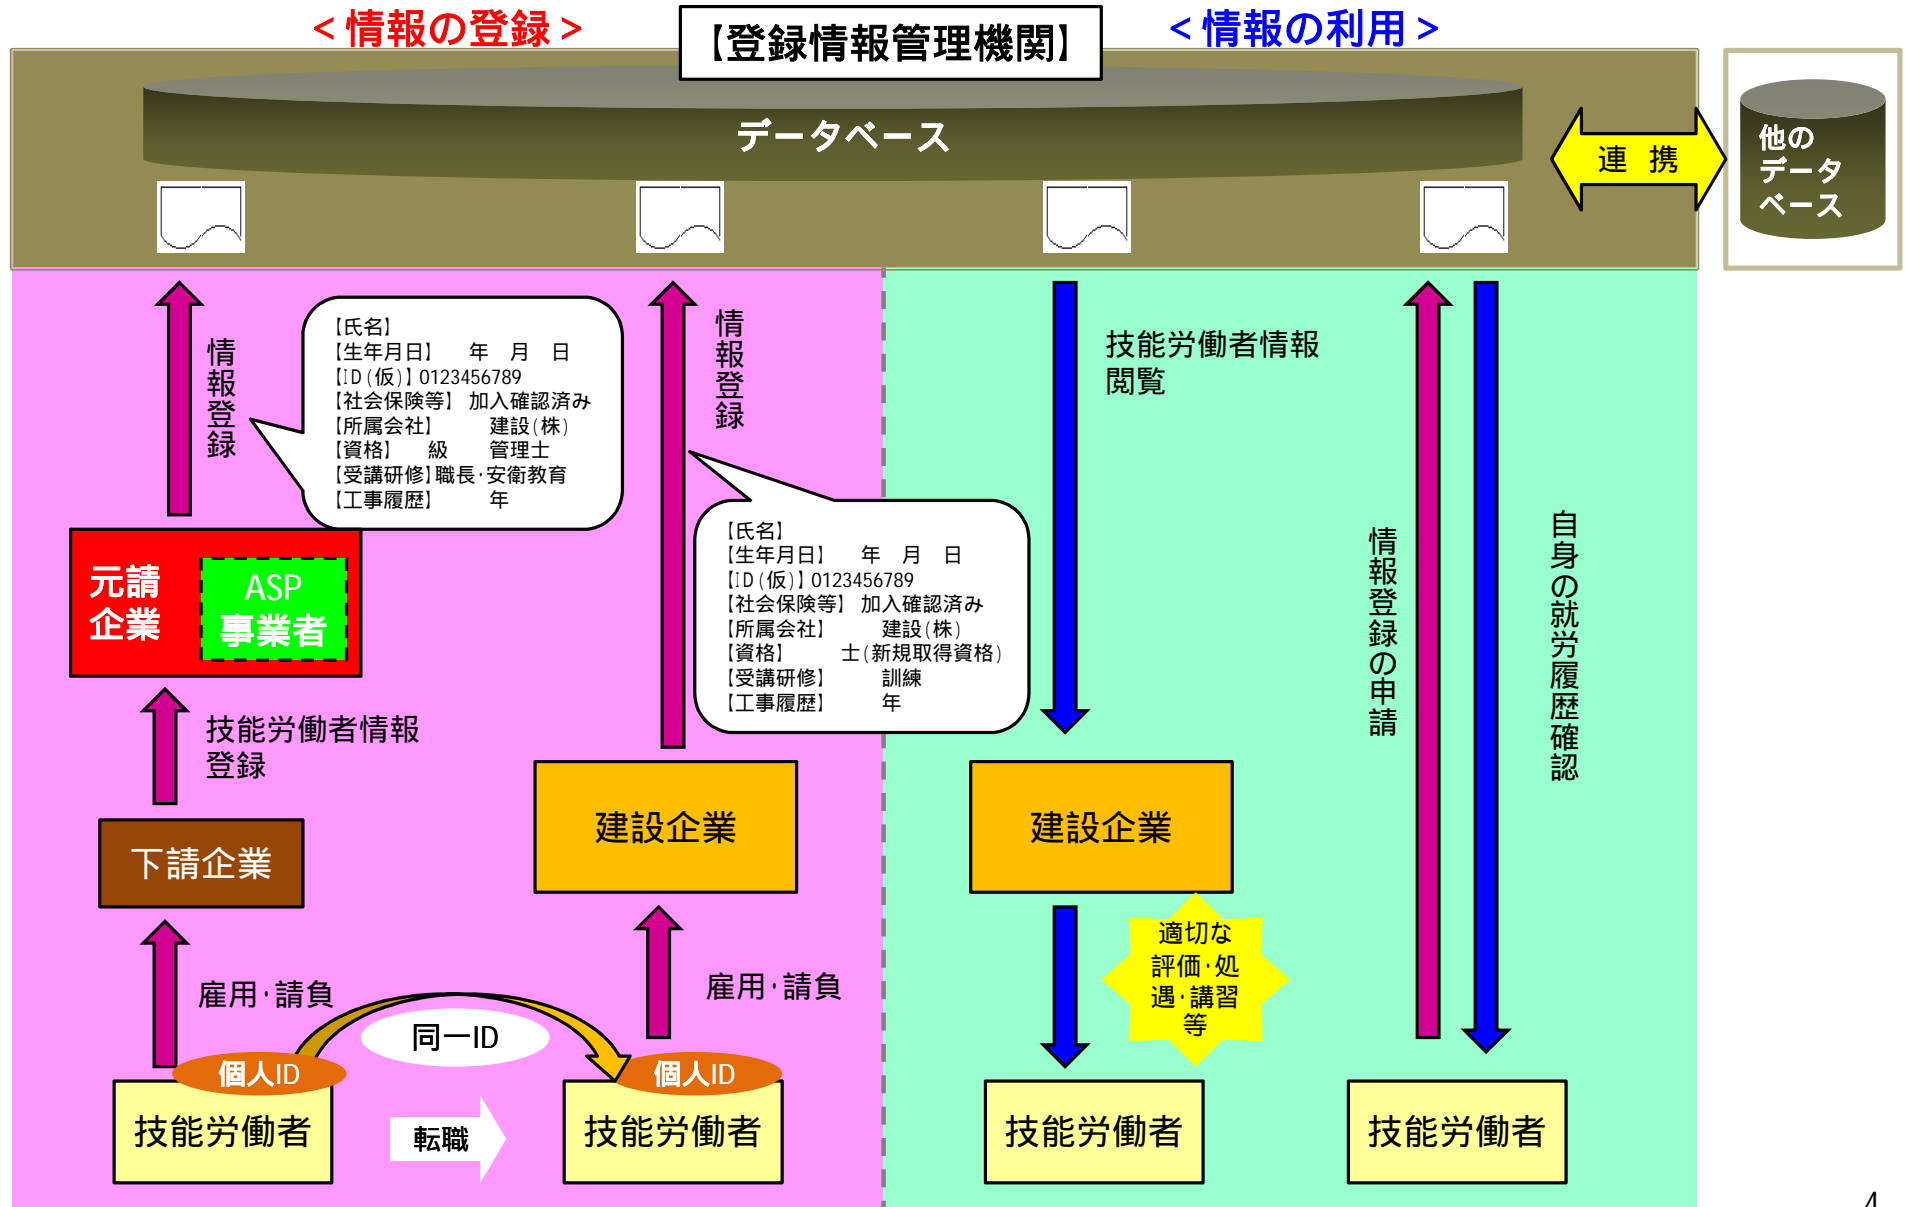 ＜情報の登録＞
【登録情報管理機関】
＜情報の利用＞
データベース
連 携
他の
データ
ベース
情報登録
【氏名】
【生年月日】 年 月 日
【ID(仮)】0123456789
【社会保険等】 加入確認済み
【所属会社】 建設(株)
【資格】 級 管理士
【受講研修】職長・安衛教育
【工事履歴】 年
情報登録
【氏名】
【生年月日】 年 月 日
【ID(仮)】0123456789
【社会保険等】 加入確認済み
【所属会社】 建設(株)
【資格】 士(新規取得資格)
【受講研修】 訓練
【工事履歴】 年
技能労働者情報
閲覧
情報登録の申請
自身の就労履歴確認
元請
企業
ASP
事業者
技能労働者情報
登録
下請企業
建設企業
建設企業
雇用・請負
雇用・請負
適切な
評価・処
遇・講習
等
同一ID
個人ID
個人ID
技能労働者
転職
技能労働者
技能労働者
技能労働者
4